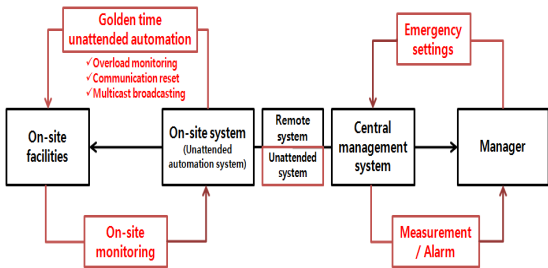 Golden time
unattended automation
✓Overload monitoring
✓Communication reset
✓Multicast broadcasting
Emergency
settings
On-site
facilities
On-site system
(Unattended
automation system)
Remote
system
Unattended
system
Central
management
system
Manager
On-site
monitoring
Measurement
/ Alarm